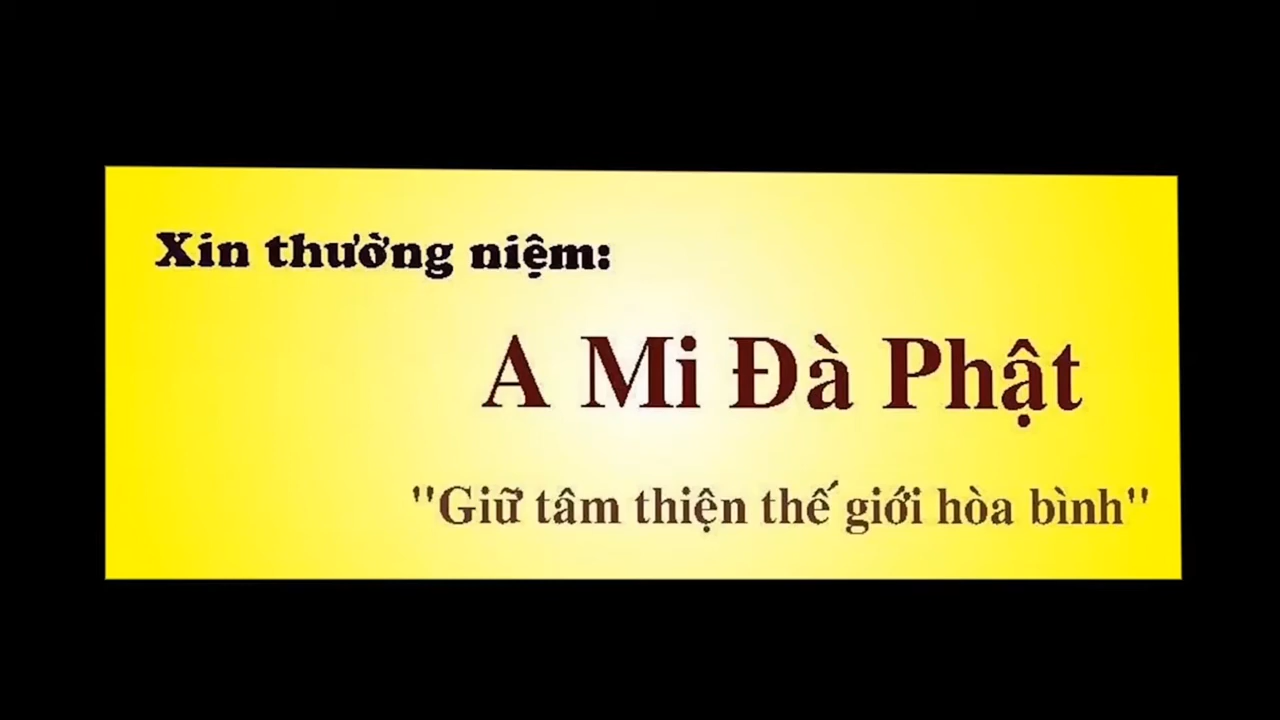 Xin thường niệm:
A Mi Đà Phật
"Giữ tâm thiện thế giới hòa bình"